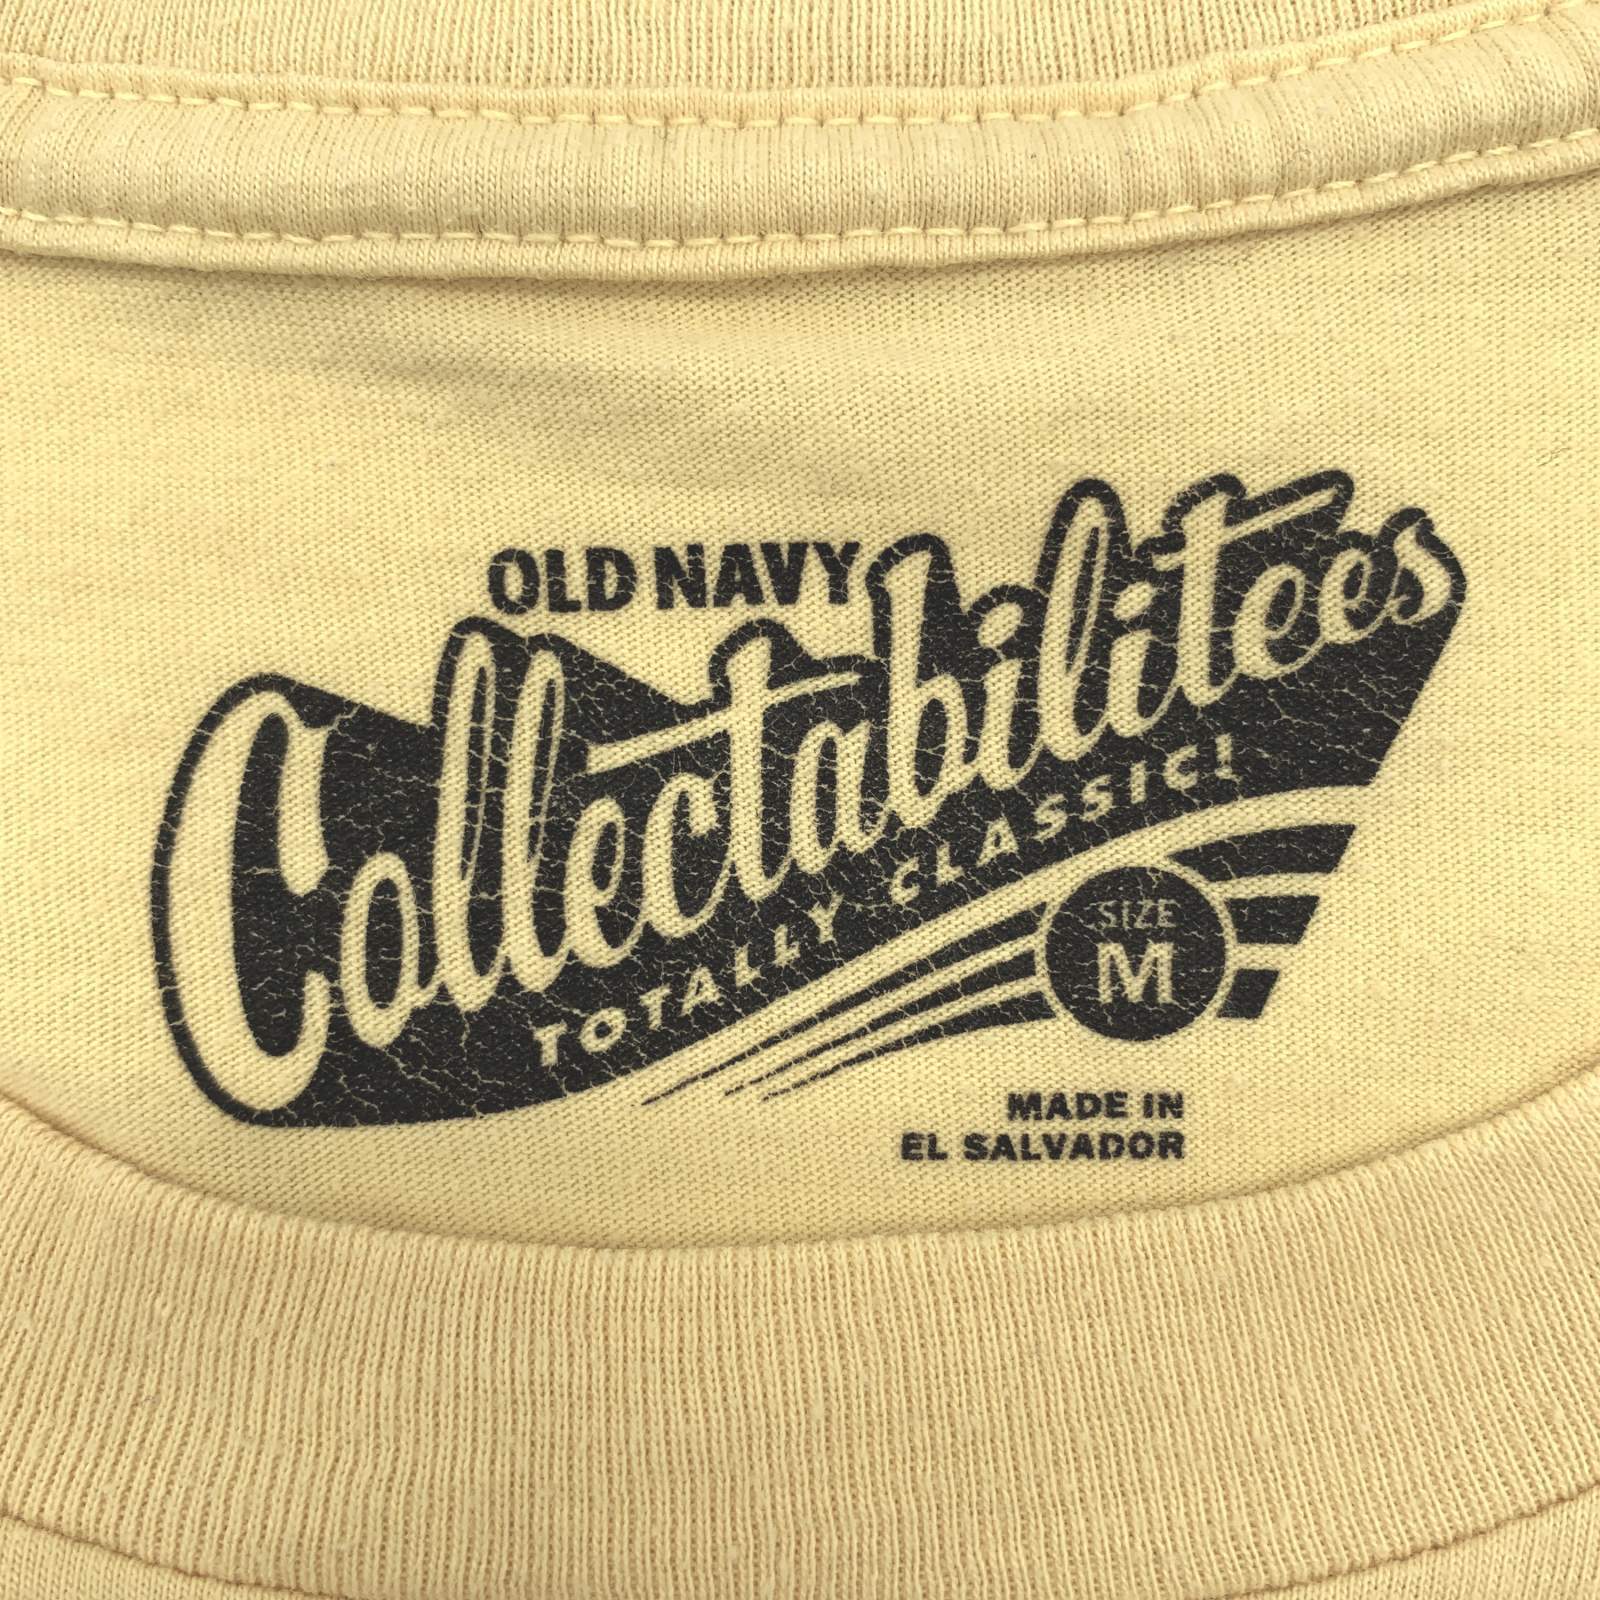 OLD NAVY
Collectabilitees
TOTALLY CLASSIC!
SIZE
M
MADE IN
EL SALVADOR